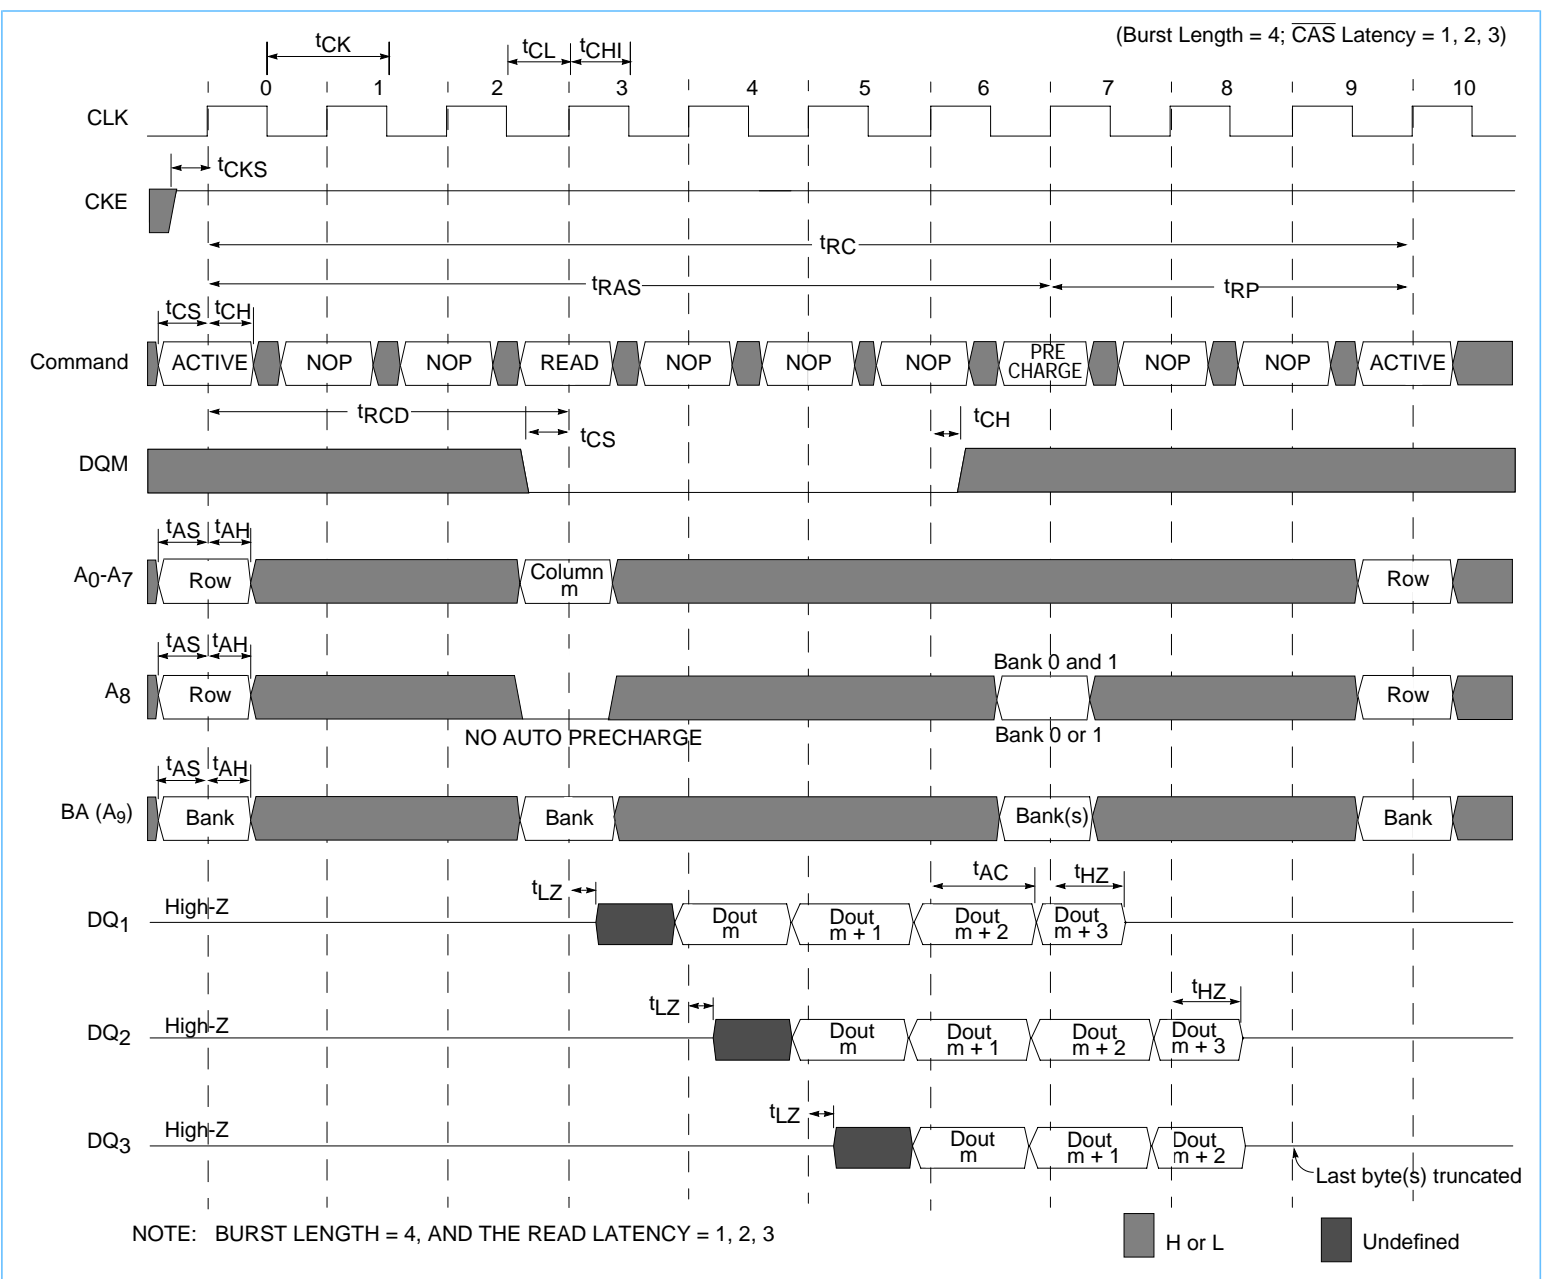 (Burst Length = 4; CAS Latency = 1, 2, 3)
tCK
tCL
tCHI
0 1 2 3 4 5 6 7 8 9 10
CLK
tCKS
CKE
tRC
tRAS
tRP
tCS
tCH
Command ACTIVE NOP NOP READ NOP NOP NOP PRE CHARGE NOP NOP ACTIVE
tRCD
tCS
tCH
DQM
tAS
tAH
A0-A7 Row Column m Row
tAS
tAH
Bank 0 and 1
A8 Row Row
NO AUTO PRECHARGE
Bank 0 or 1
tAS
tAH
BA (A9) Bank Bank Bank(s) Bank
tLZ
tAC
tHZ
DQ1 High-Z Dout m Dout m + 1 Dout m + 2 Dout m + 3
tLZ
tHZ
DQ2 High-Z Dout m Dout m + 1 Dout m + 2 Dout m + 3
tLZ
DQ3 High-Z Dout m Dout m + 1 Dout m + 2
Last byte(s) truncated
NOTE: BURST LENGTH = 4, AND THE READ LATENCY = 1, 2, 3
H or L
Undefined